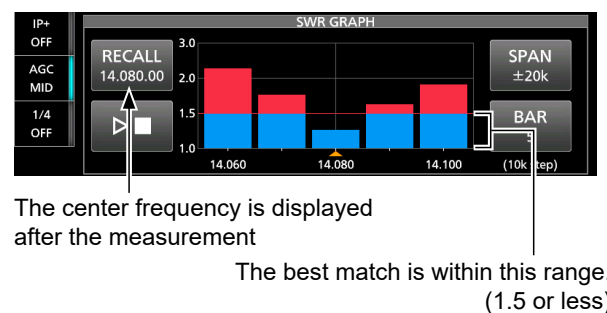 SWR GRAPH
IP+
OFF
AGC
MID
1/4
OFF
RECALL
14.080.00
3.0
2.0
1.5
1.0
14.060
14.080
14.100
SPAN
±20k
BAR
5
(10k step)
The center frequency is displayed
after the measurement
The best match is within this range.
(1.5 or less)